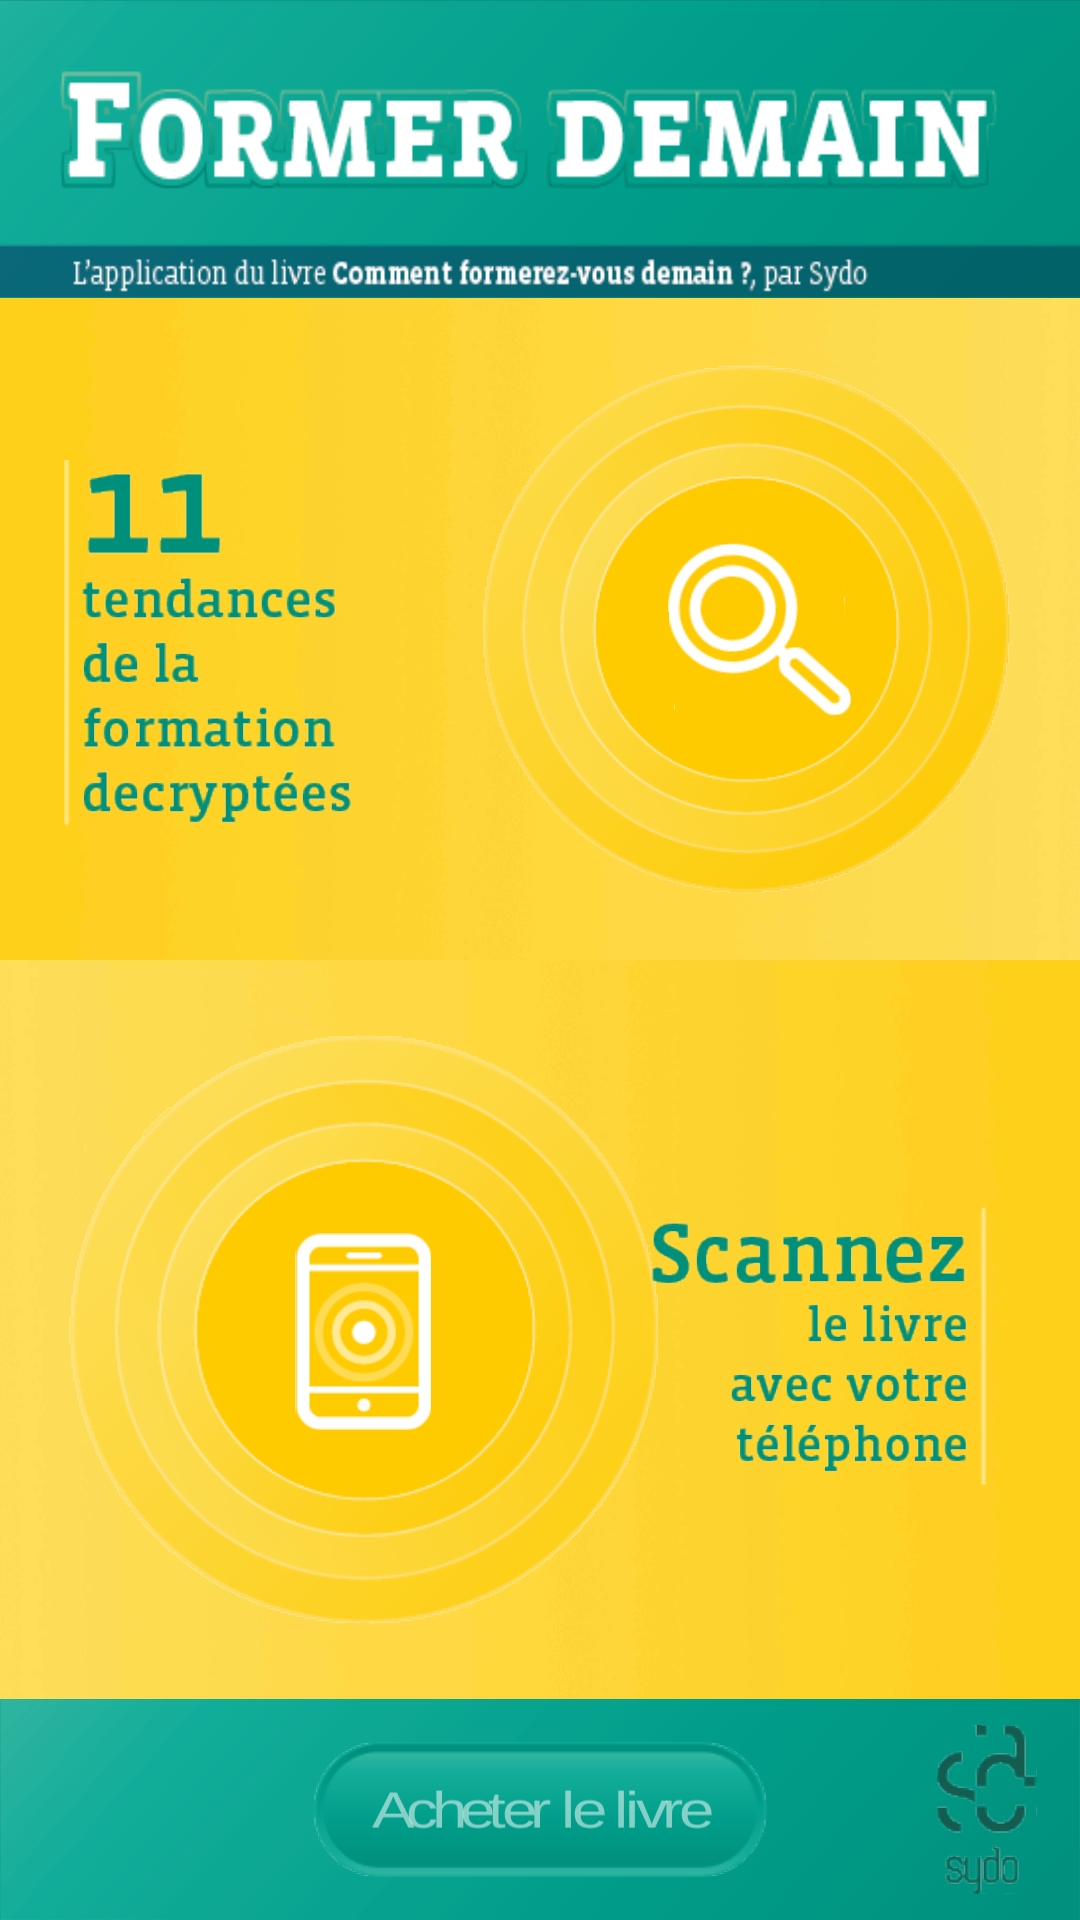 FORMER DEMAIN
L’application du livre Comment formerez-vous demain ?, par Sydo
11
tendances
de la
formation
decryptées
Scannez
le livre
avec votre
téléphone
Acheter le livre
sydo